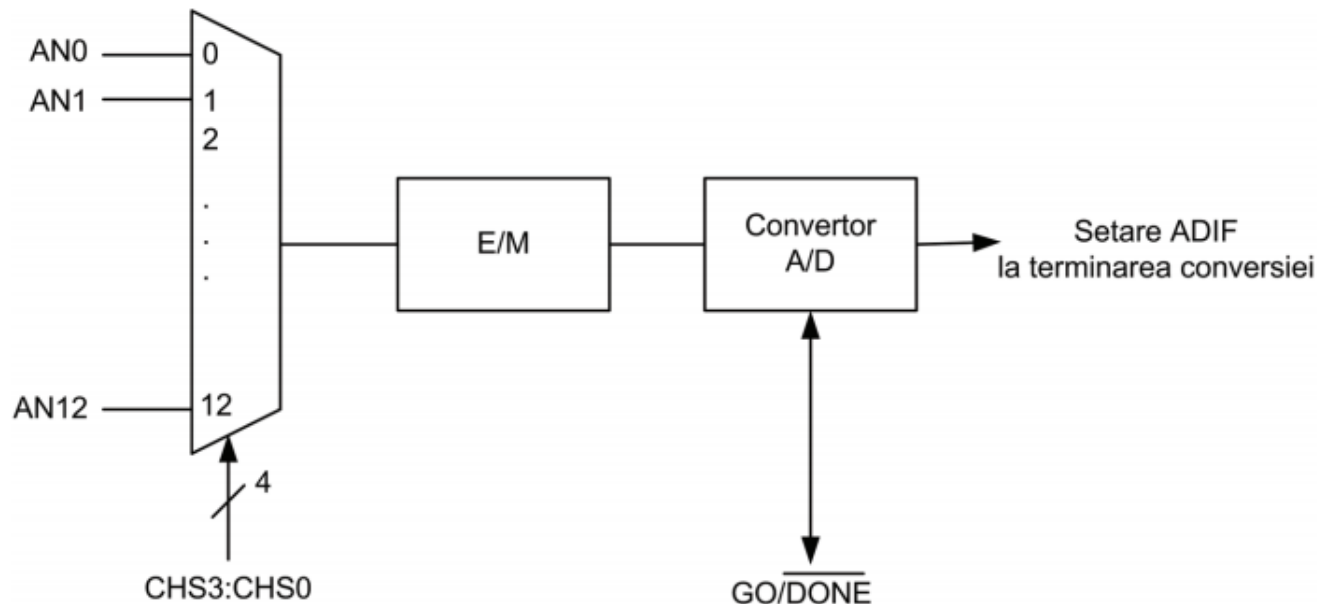 AN0
0
AN1
1
2
.
.
.
E/M
Convertor
A/D
Setare ADIF
la terminarea conversiei
AN12
12
4
CHS3:CHS0
GO/DONE